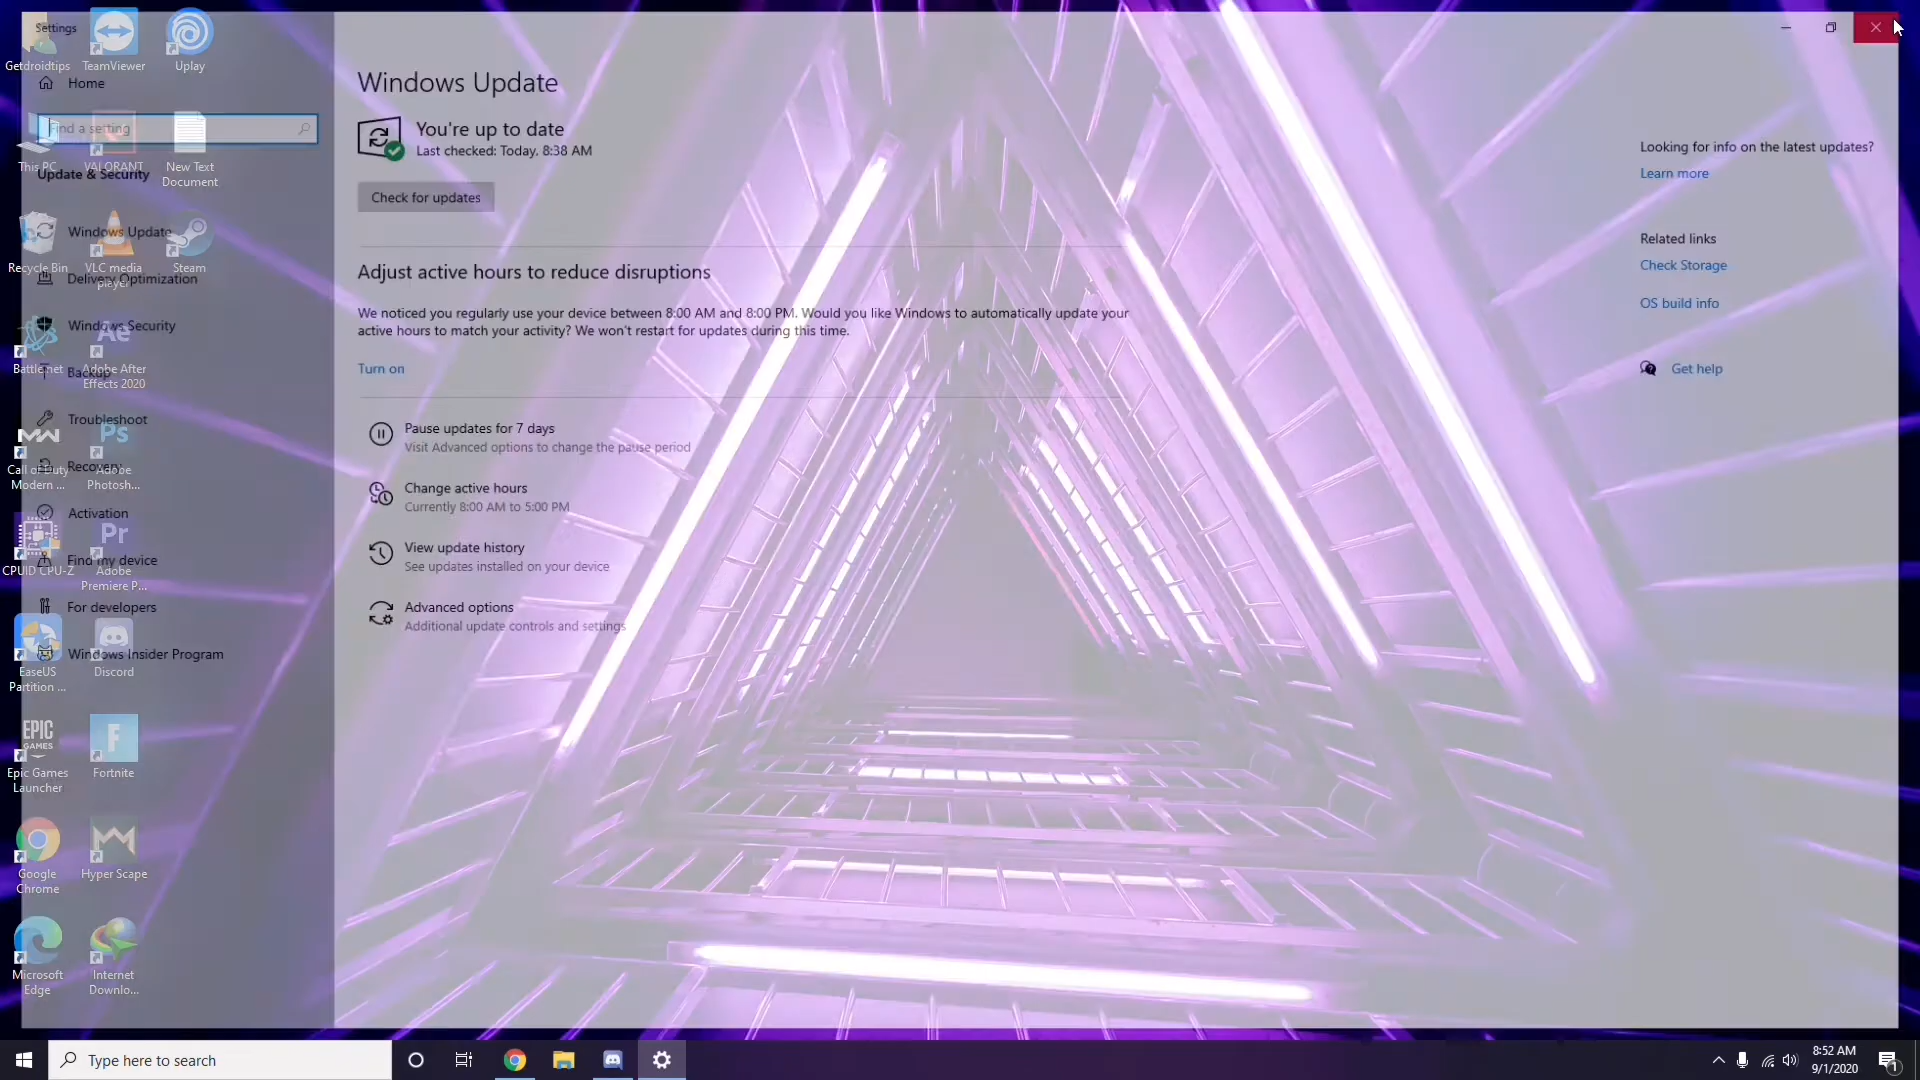 Settings
Home
Find a setting
Update & Security
Windows Update
Delivery Optimization
Windows Security
Backup
Troubleshoot
Recovery
Activation
Find my device
For developers
Windows Insider Program
Windows Update
You're up to date
Last checked: Today, 8:38 AM
Check for updates
Adjust active hours to reduce disruptions
We noticed you regularly use your device between 8:00 AM and 8:00 PM. Would you like Windows to automatically update your
active hours to match your activity? We won't restart for updates during this time.
Turn on
Pause updates for 7 days
Visit Advanced options to change the pause period
Change active hours
Currently 8:00 AM to 5:00 PM
View update history
See updates installed on your device
Advanced options
Additional update controls and settings
Looking for info on the latest updates?
Learn more
Related links
Check Storage
OS build info
Get help
Getdroidtips
TeamViewer
Uplay
This PC
VALORANT
New Text
Document
Recycle Bin
VLC media
player
Steam
Battle.net
Ae
Adobe After
Effects 2020
MW
Call of Duty
Modern ...
Ps
Adobe
Photosh...
CPUID CPU-Z
Pr
Adobe
Premiere P...
EaseUS
Partition ...
Discord
EPIC
GAMES
Epic Games
Launcher
F
Fortnite
Google
Chrome
Hyper Scape
Microsoft
Edge
Internet
Downlo...
Type here to search
8:52 AM
9/1/2020
1